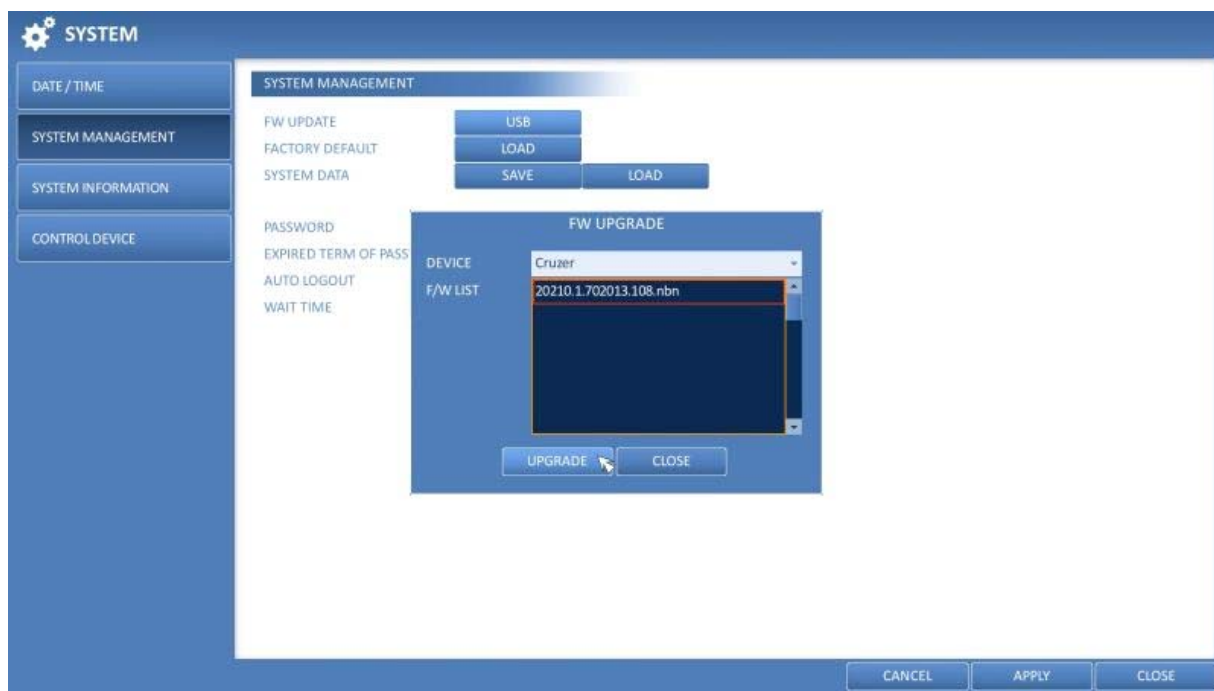 SYSTEM
DATE / TIME
SYSTEM MANAGEMENT
SYSTEM INFORMATION
CONTROL DEVICE
SYSTEM MANAGEMENT
FW UPDATE USB
FACTORY DEFAULT LOAD
SYSTEM DATA SAVE LOAD
PASSWORD
EXPIRED TERM OF PASS
AUTO LOGOUT
WAIT TIME
FW UPGRADE
DEVICE Cruzer
F/W LIST 20210.1.702013.108.nbn
UPGRADE CLOSE
CANCEL APPLY CLOSE